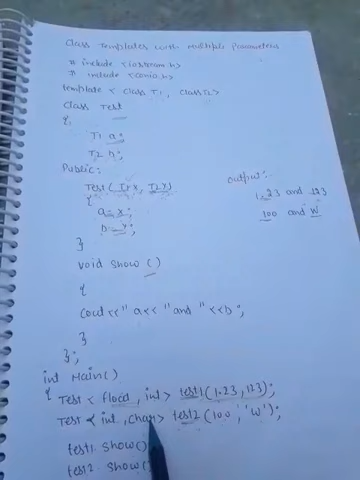 Class Templates with Multiple Parameters
# include <iostream.h>
# include <conio.h>
template < class T1, class T2>
class Test
{
T1 a;
T2 b;
Public:
Test( T1 x, T2 y)
{
a = x;
b = y;
}
void show ()
{
cout<<" a<< "and "<<b ;
}
};
int Main()
{
Test < float, int> test1 (1.23, 123);
Test < int, char> test2 (100, 'W');
test1. show()
test2. show()
output:-
1.23 and 123
100 and W